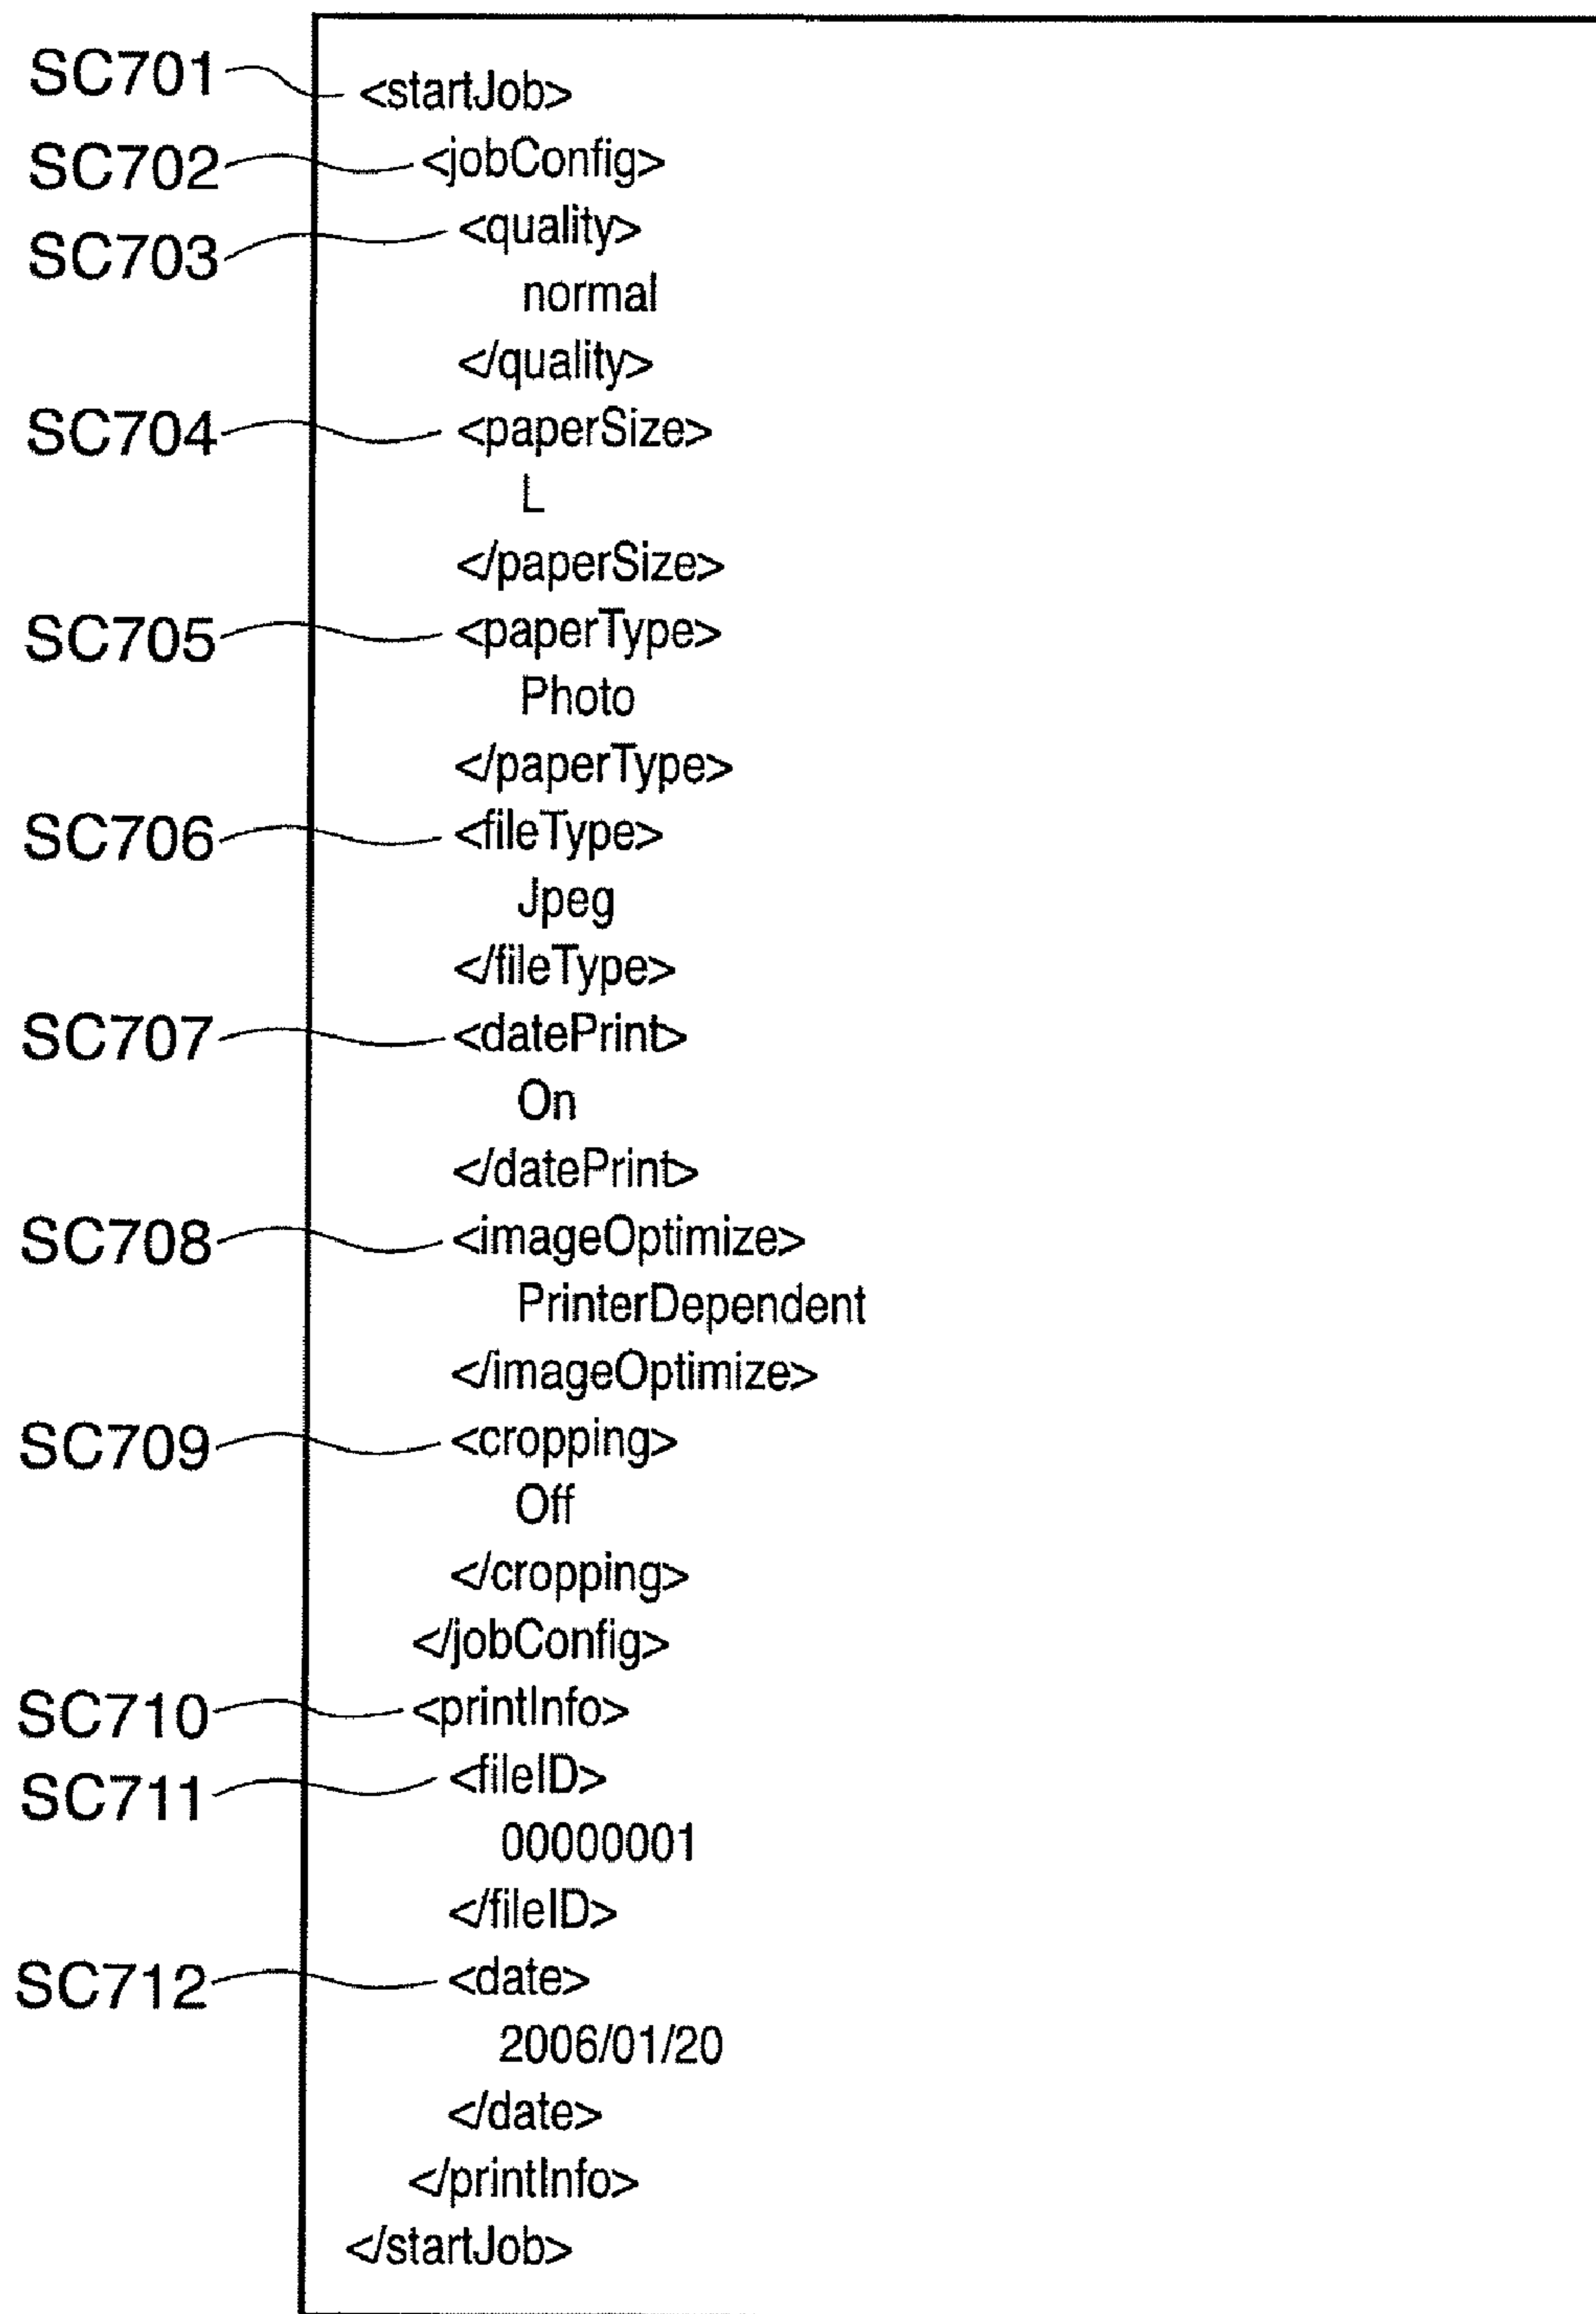 SC701 <startJob>
SC702 <jobConfig>
SC703 <quality>
normal
</quality>
SC704 <paperSize>
L
</paperSize>
SC705 <paperType>
Photo
</paperType>
SC706 <fileType>
Jpeg
</fileType>
SC707 <datePrint>
On
</datePrint>
SC708 <imageOptimize>
PrinterDependent
</imageOptimize>
SC709 <cropping>
Off
</cropping>
</jobConfig>
SC710 <printInfo>
SC711 <fileID>
00000001
</fileID>
SC712 <date>
2006/01/20
</date>
</printInfo>
</startJob>